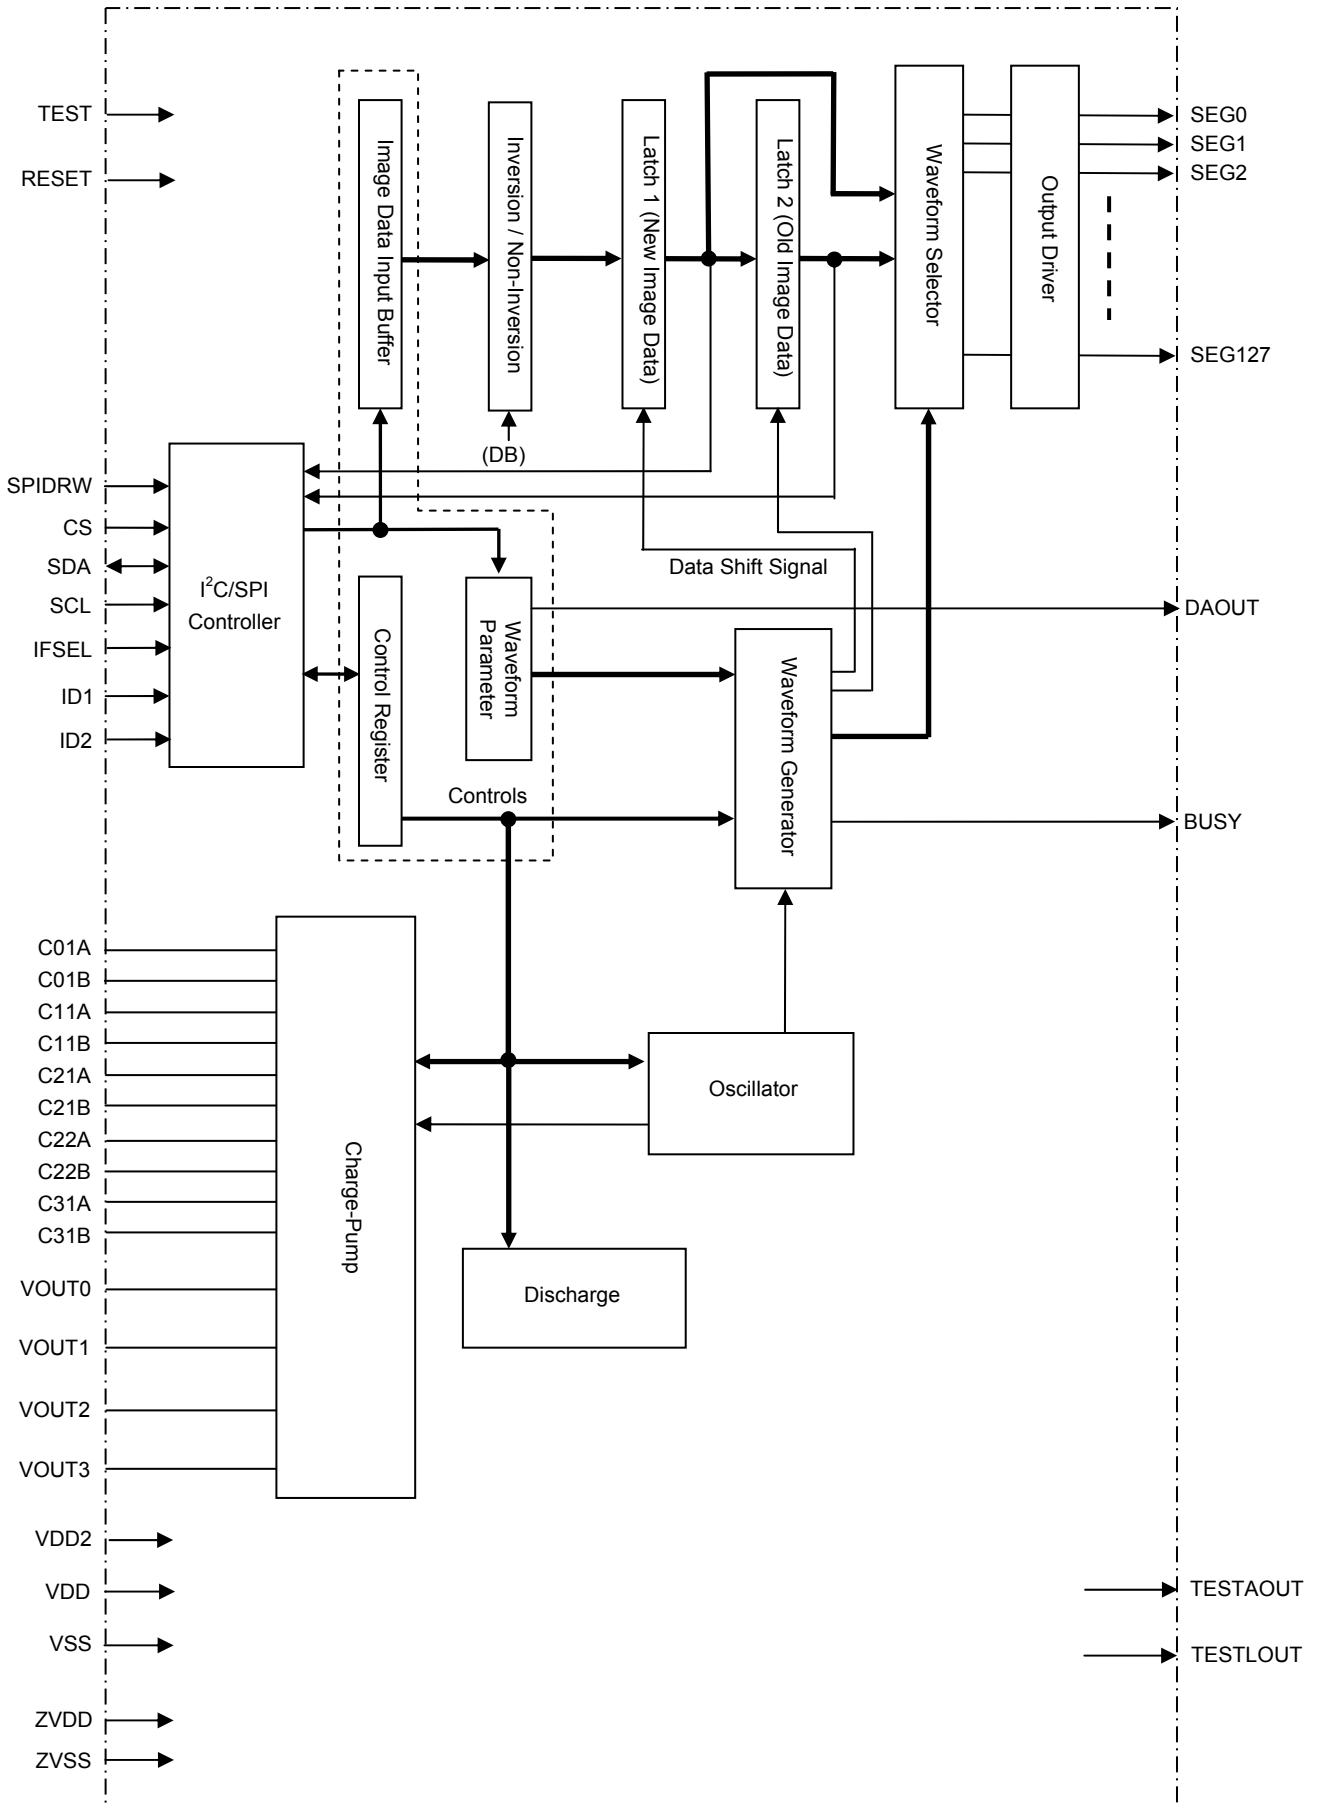 TEST
RESET
Image Data Input Buffer
Inversion / Non-Inversion
Latch 1 (New Image Data)
Latch 2 (Old Image Data)
Waveform Selector
Output Driver
SEG0
SEG1
SEG2
SEG127
(DB)
SPIDRW
CS
SDA
SCL
IFSEL
ID1
ID2
I²C/SPI
Controller
Control Register
Waveform
Parameter
Data Shift Signal
Waveform Generator
DAOUT
Controls
BUSY
C01A
C01B
C11A
C11B
C21A
C21B
C22A
C22B
C31A
C31B
VOUT0
VOUT1
VOUT2
VOUT3
Charge-Pump
Oscillator
Discharge
VDD2
VDD
VSS
ZVDD
ZVSS
TESTAOUT
TESTLOUT